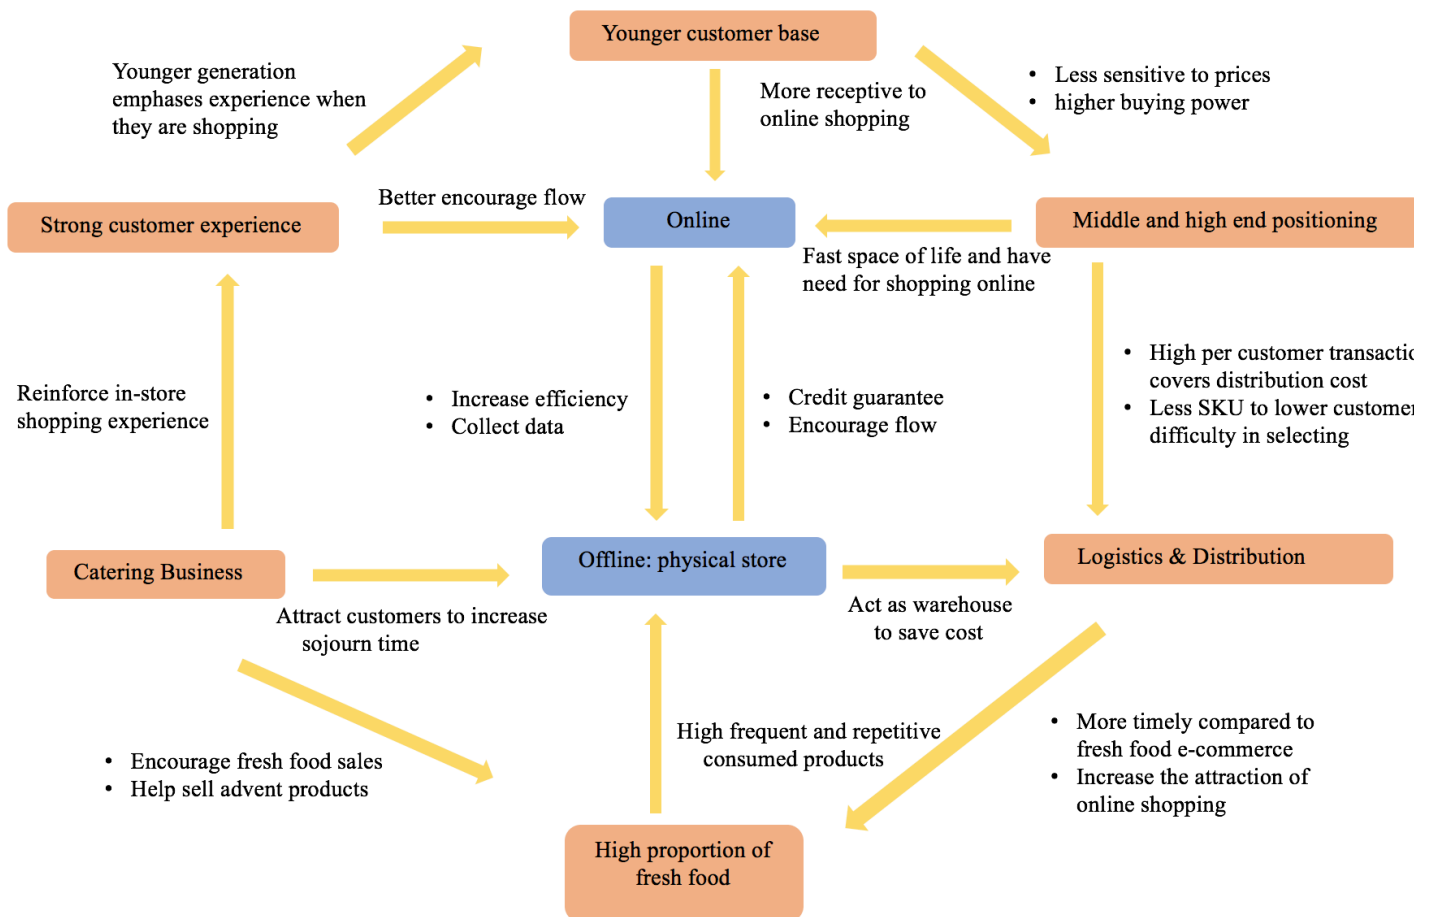 Younger customer base
Younger generation
emphases experience when
they are shopping
More receptive to
online shopping
• Less sensitive to prices
• higher buying power
Strong customer experience
Better encourage flow
Online
Middle and high end positioning
Fast space of life and have
need for shopping online
Reinforce in-store
shopping experience
• Increase efficiency
• Collect data
• Credit guarantee
• Encourage flow
• High per customer transactic
covers distribution cost
• Less SKU to lower customer
difficulty in selecting
Catering Business
Attract customers to increase
sojourn time
Offline: physical store
Act as warehouse
to save cost
Logistics & Distribution
• Encourage fresh food sales
• Help sell advent products
High frequent and repetitive
consumed products
• More timely compared to
fresh food e-commerce
• Increase the attraction of
online shopping
High proportion of
fresh food